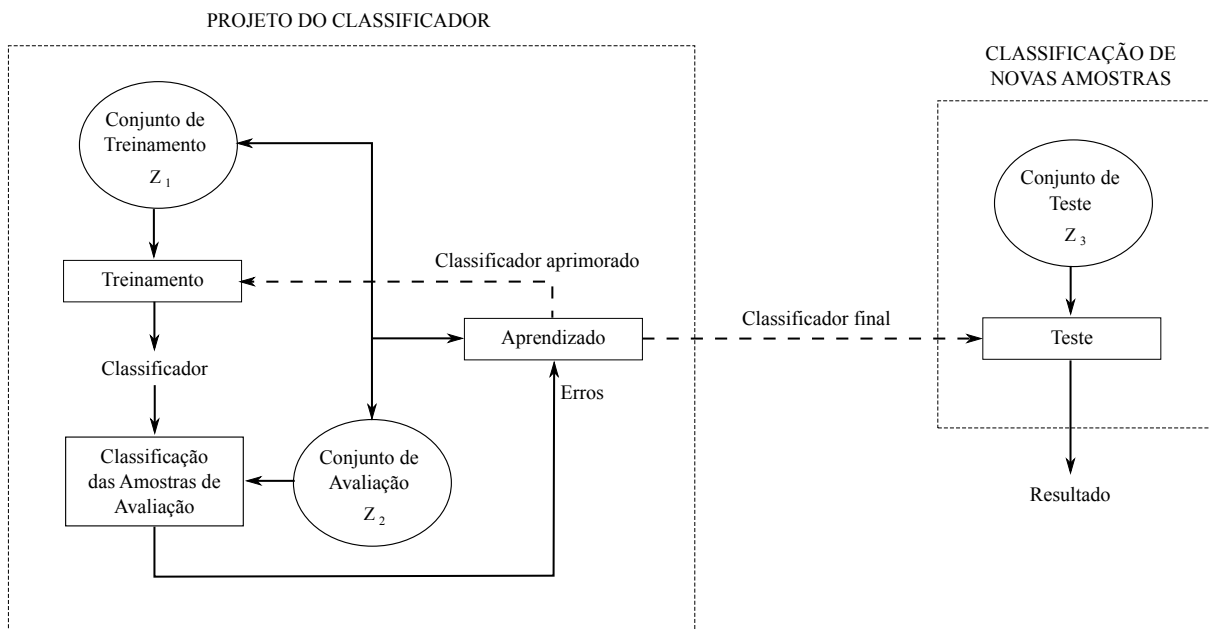 PROJETO DO CLASSIFICADOR
Conjunto de
Treinamento
Z 1
Treinamento
Classificador
Classificação
das Amostras de
Avaliação
Conjunto de
Avaliação
Z 2
Classificador aprimorado
Aprendizado
Erros
Classificador final
CLASSIFICAÇÃO DE
NOVAS AMOSTRAS
Conjunto de
Teste
Z 3
Teste
Resultado